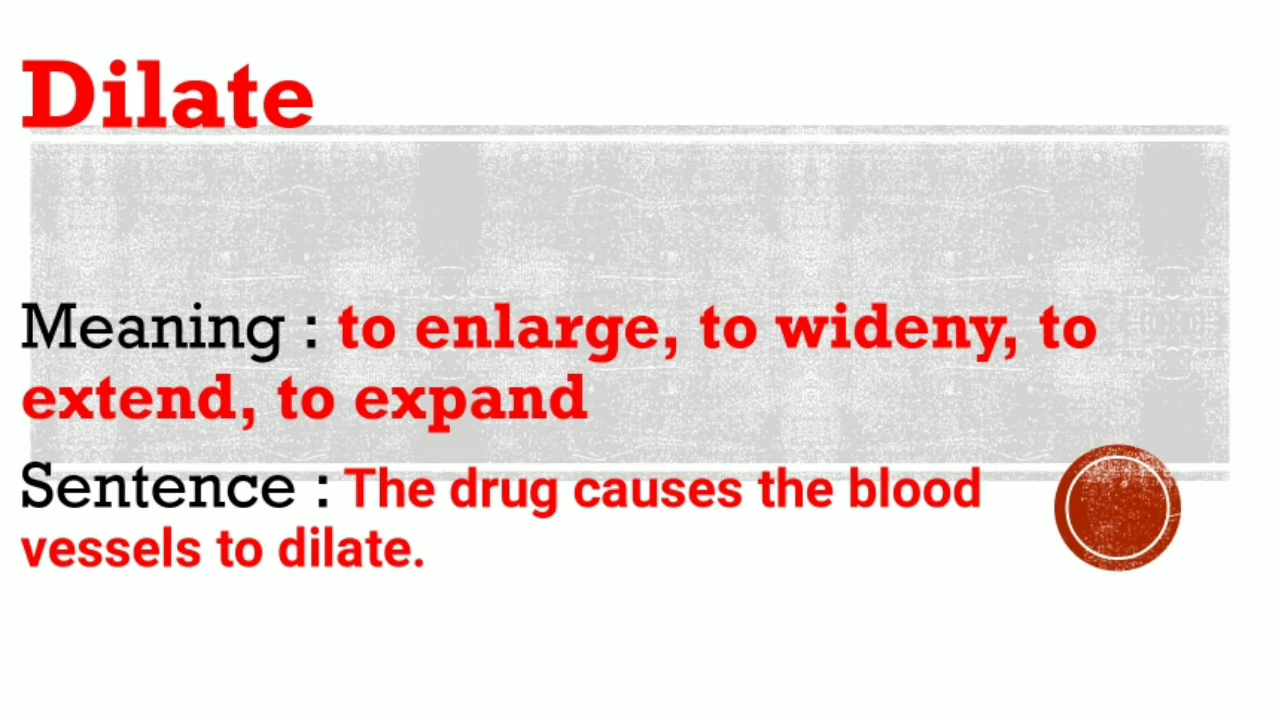 Dilate
Meaning : to enlarge, to wideny, to
extend, to expand
Sentence : The drug causes the blood
vessels to dilate.